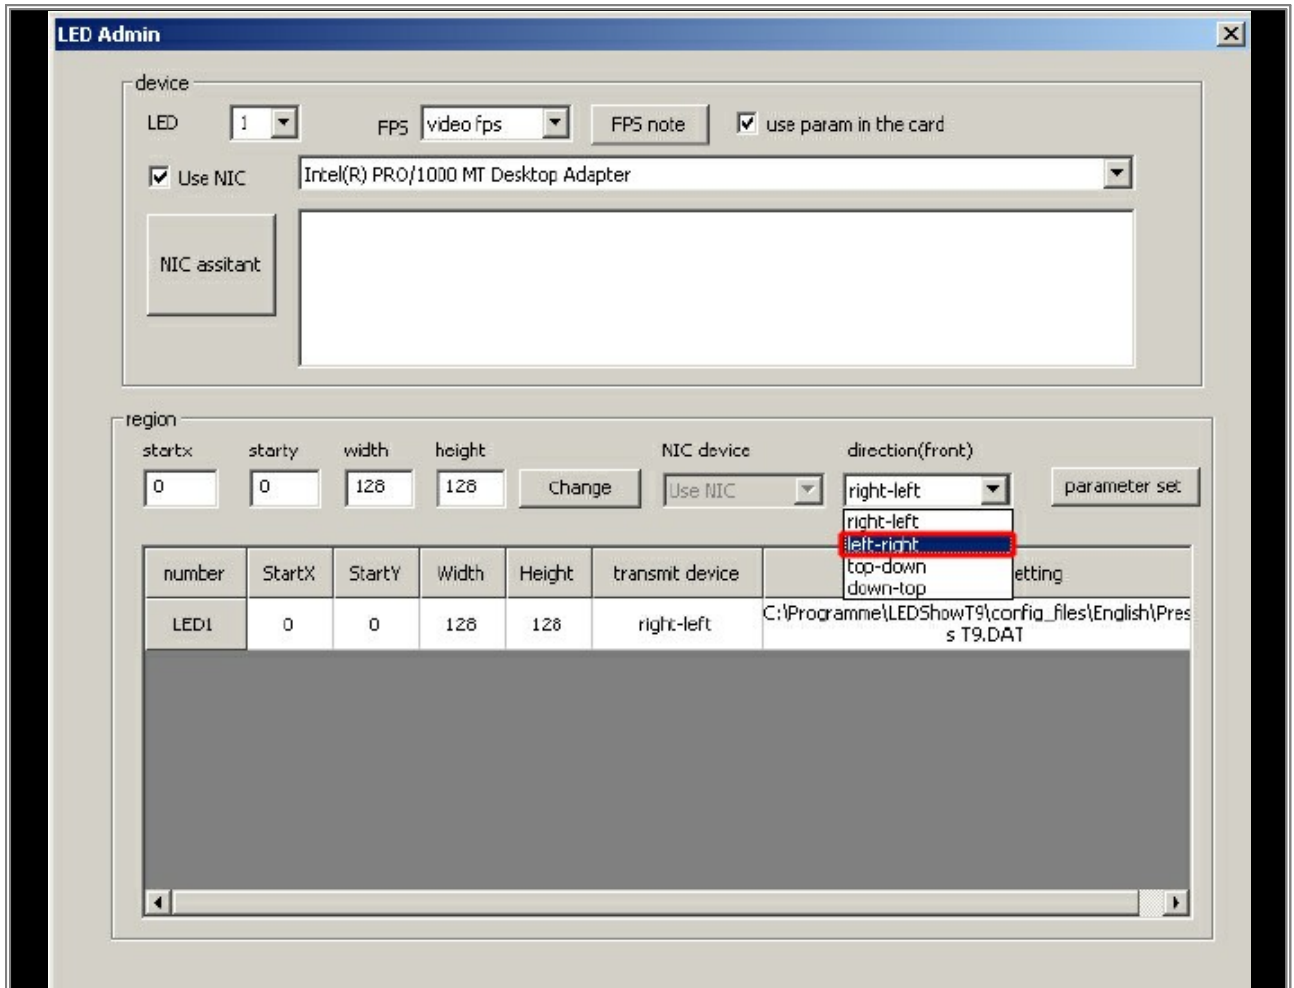 LED Admin
device
LED 1 FPS video fps FPS note use param in the card
Use NIC Intel(R) PRO/1000 MT Desktop Adapter
NIC assitant
region
startx starty width height NIC device direction(front)
0 0 128 128 Change Use NIC right-left parameter set
right-left
left-right
top-down
down-top
number StartX StartY Width Height transmit device etting
LED1 0 0 128 128 right-left C:\Programme\LEDShowT9\config_files\English\Pres
s T9.DAT